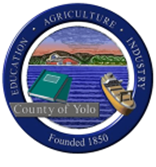 EDUCATION • AGRICULTURE • INDUSTRY
County of Yolo
Founded 1850